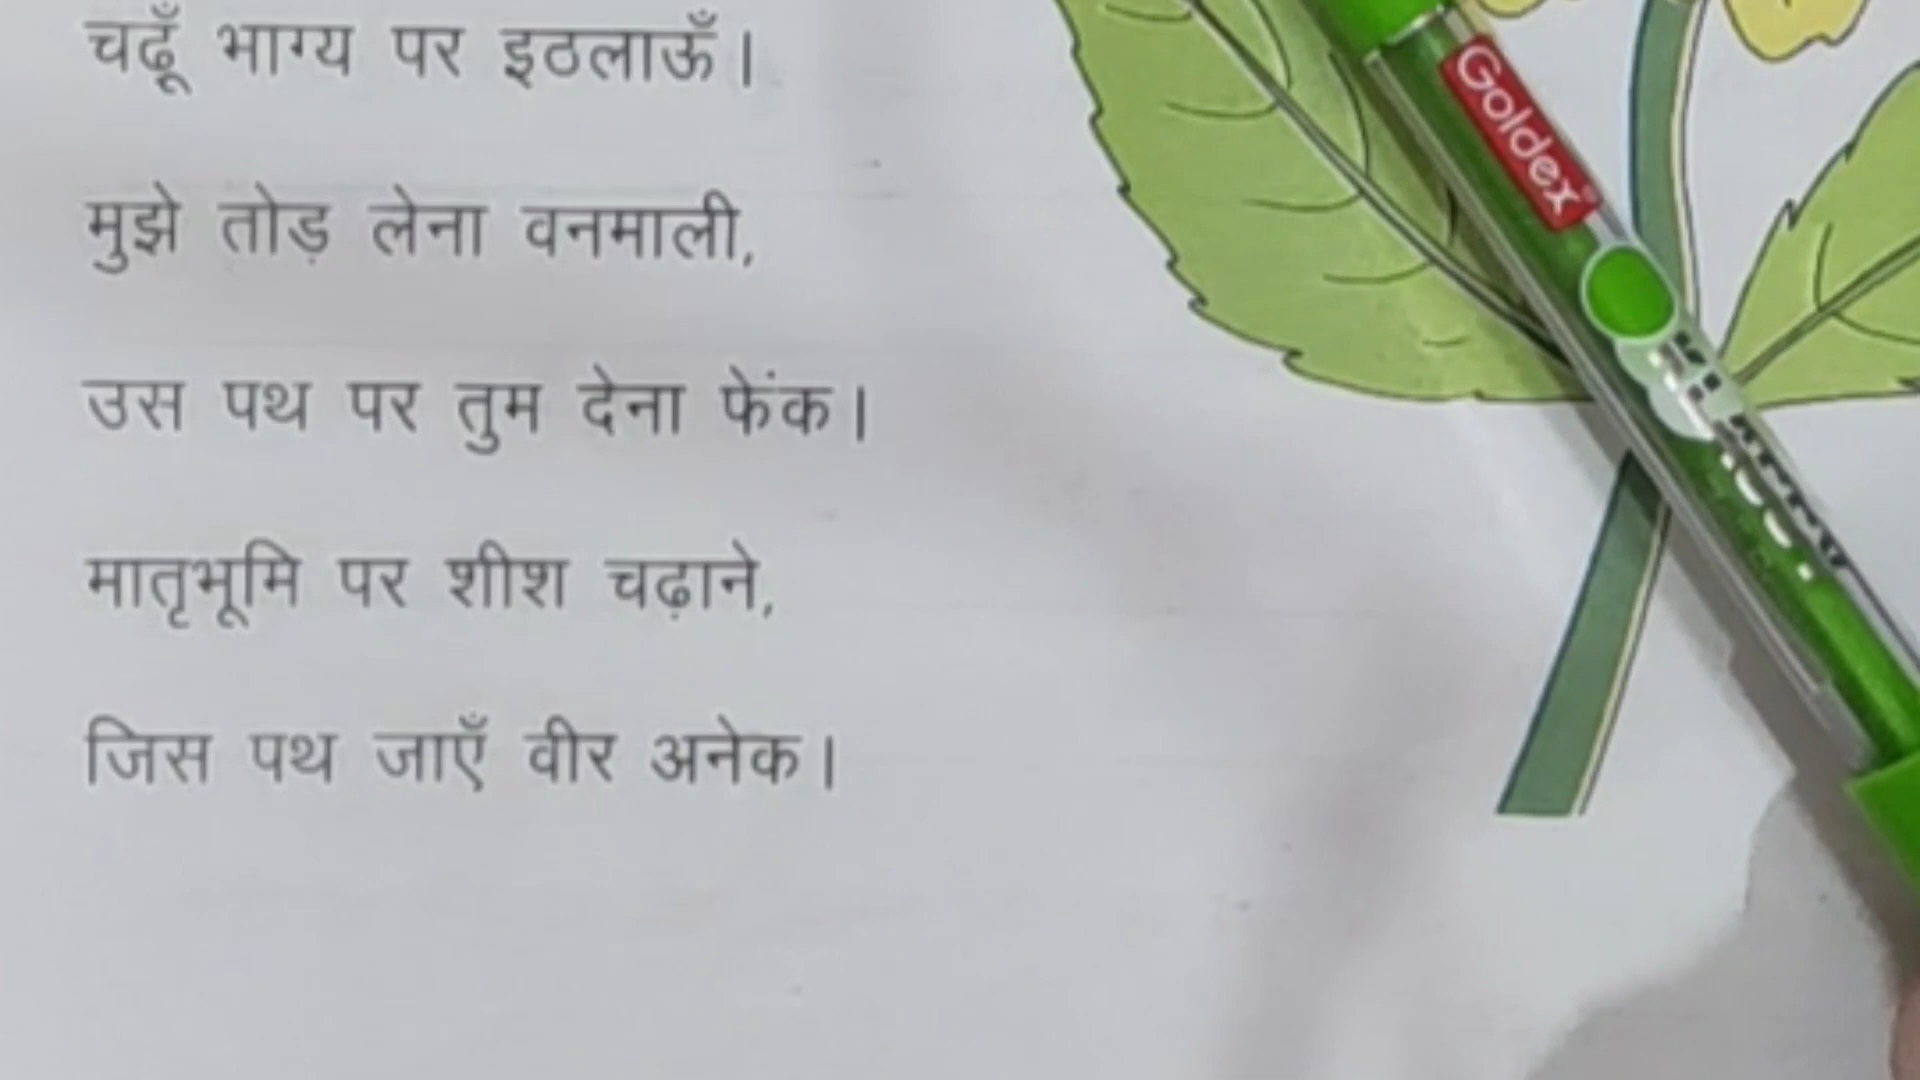 चढ़ूँ भाग्य पर इठलाऊँ।
मुझे तोड़ लेना वनमाली,
उस पथ पर तुम देना फेंक।
मातृभूमि पर शीश चढ़ाने,
जिस पथ जाएँ वीर अनेक।
Goldex